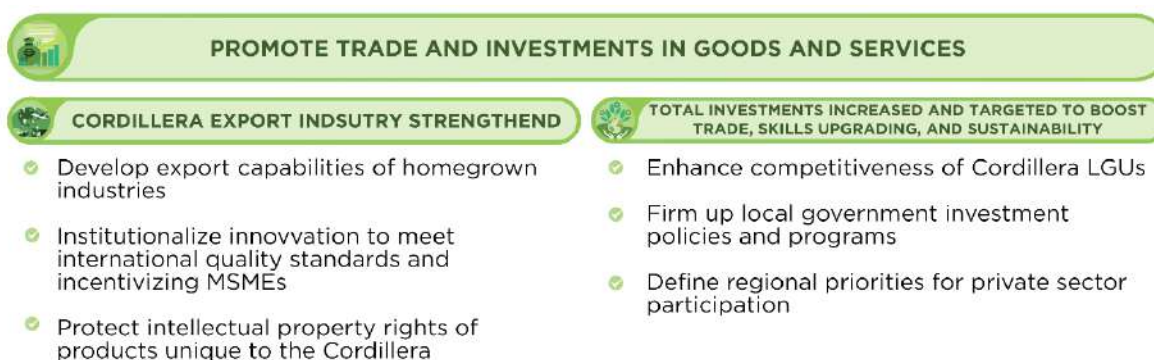 PROMOTE TRADE AND INVESTMENTS IN GOODS AND SERVICES
CORDILLERA EXPORT INDSUTRY STRENGTHEND
Develop export capabilities of homegrown
industries
Institutionalize innovvation to meet
international quality standards and
incentivizing MSMEs
Protect intellectual property rights of
products unique to the Cordillera
TOTAL INVESTMENTS INCREASED AND TARGETED TO BOOST
TRADE, SKILLS UPGRADING, AND SUSTAINABILITY
Enhance competitiveness of Cordillera LGUs
Firm up local government investment
policies and programs
Define regional priorities for private sector
participation